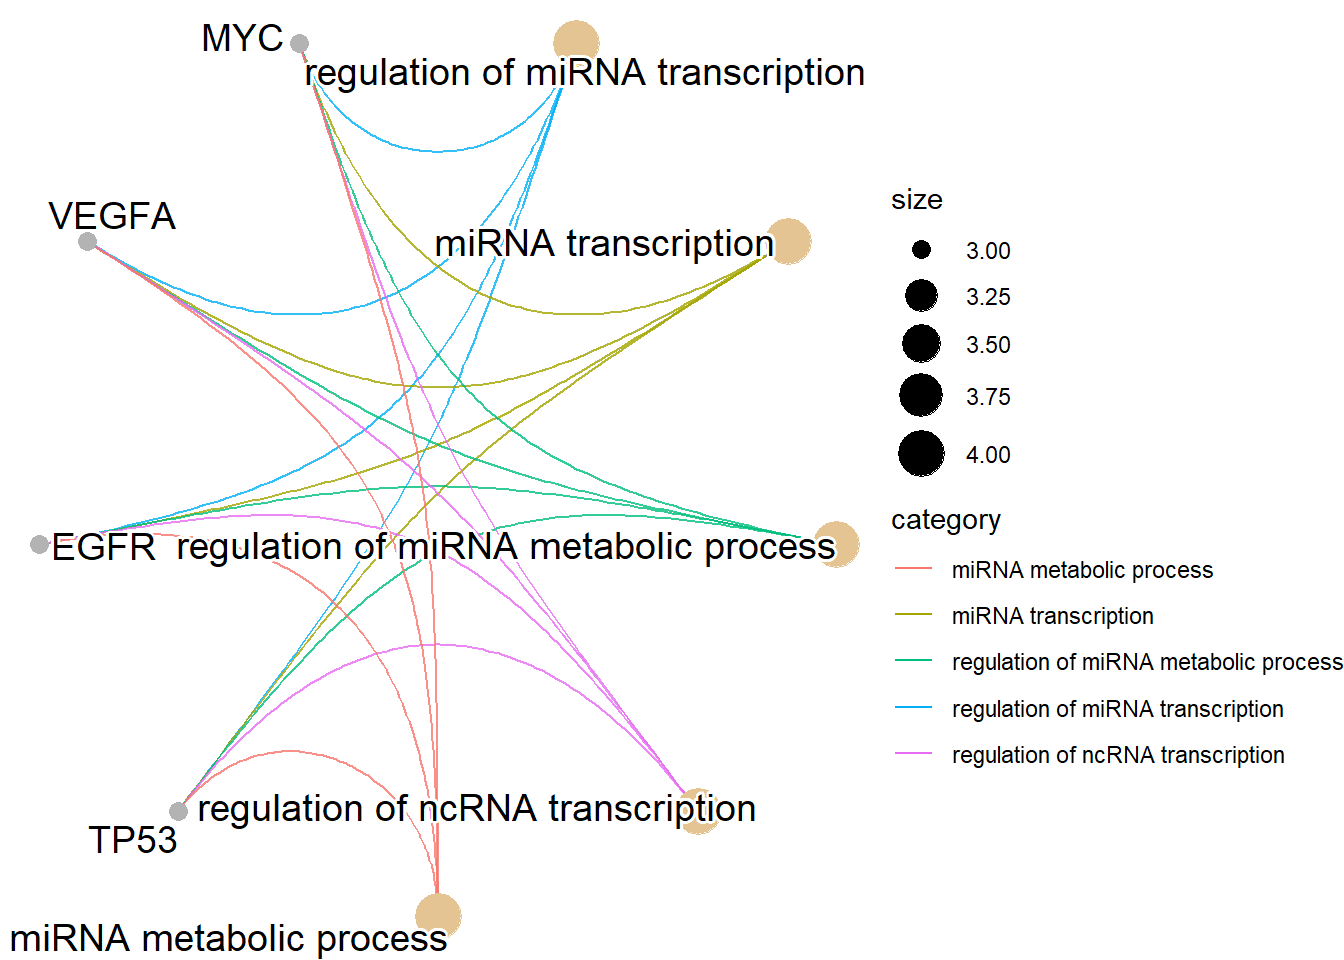 MYC
regulation of miRNA transcription
VEGFA
miRNA transcription
EGFR
regulation of miRNA metabolic process
regulation of ncRNA transcription
TP53
miRNA metabolic process
size
3.00
3.25
3.50
3.75
4.00
category
miRNA metabolic process
miRNA transcription
regulation of miRNA metabolic process
regulation of miRNA transcription
regulation of ncRNA transcription